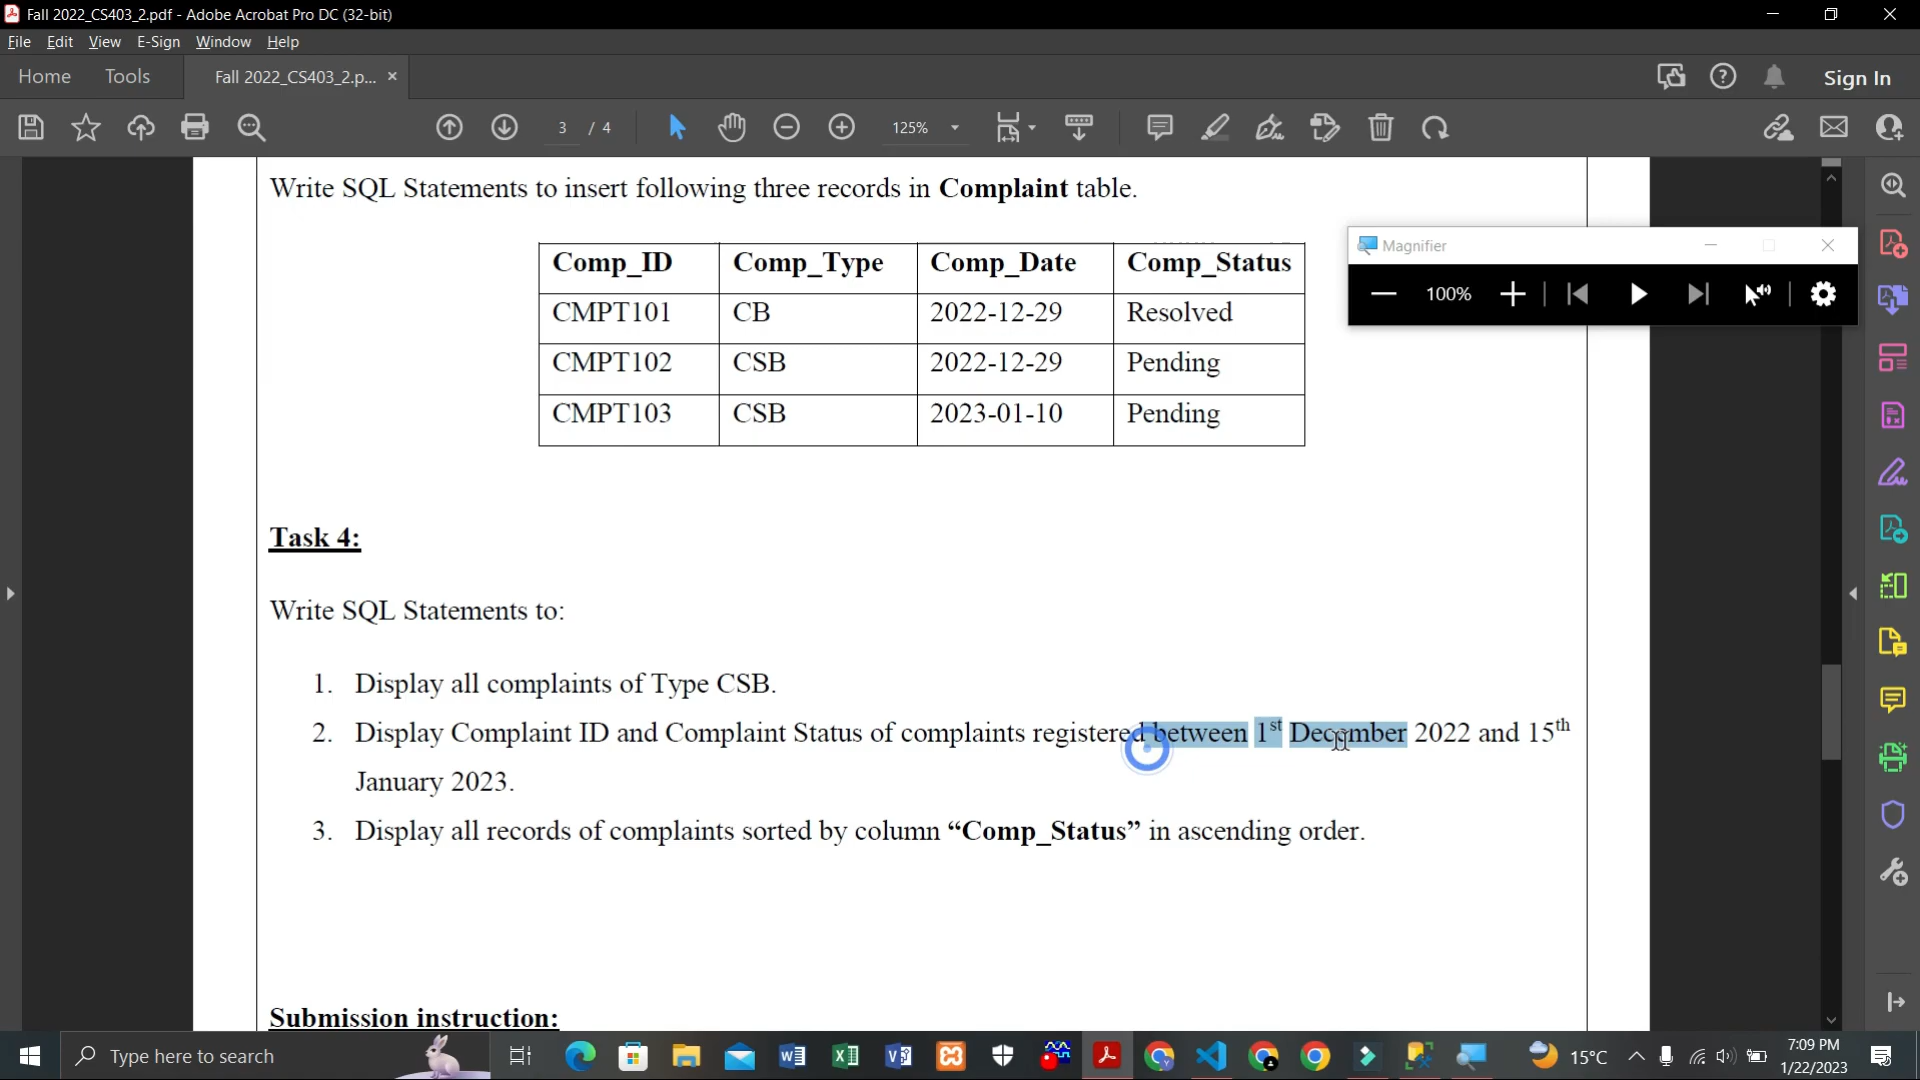 Fall 2022_CS403_2.pdf - Adobe Acrobat Pro DC (32-bit)
File Edit View E-Sign Window Help
Home Tools Fall 2022_CS403_2.p... × Sign In
3 / 4 125%
Write SQL Statements to insert following three records in Complaint table.
Magnifier
100%
Comp_ID Comp_Type Comp_Date Comp_Status
CMPT101 CB 2022-12-29 Resolved
CMPT102 CSB 2022-12-29 Pending
CMPT103 CSB 2023-01-10 Pending
Task 4:
Write SQL Statements to:
1. Display all complaints of Type CSB.
2. Display Complaint ID and Complaint Status of complaints registered between 1st December 2022 and 15th
January 2023.
3. Display all records of complaints sorted by column “Comp_Status” in ascending order.
Submission instruction:
Type here to search
15°C
7:09 PM
1/22/2023